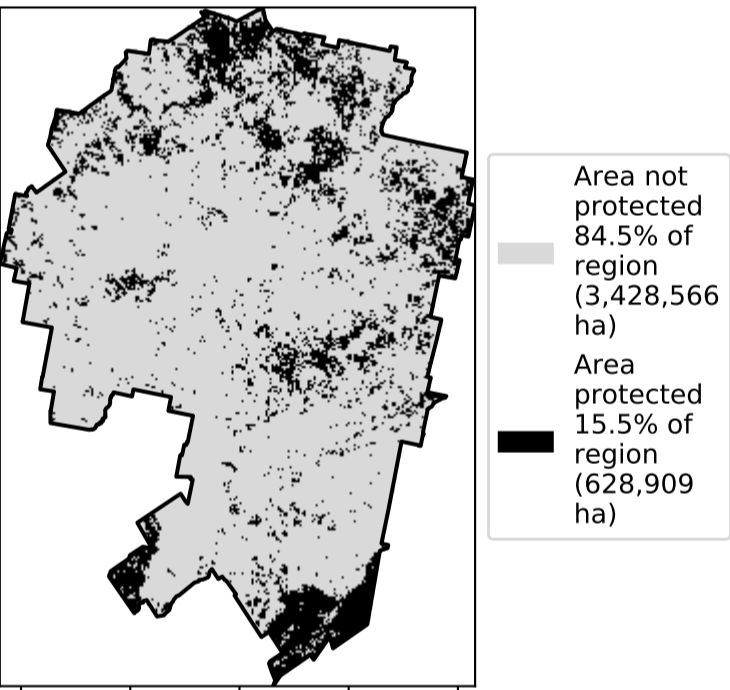 Area not
protected
84.5% of
region
(3,428,566
ha)
Area
protected
15.5% of
region
(628,909
ha)